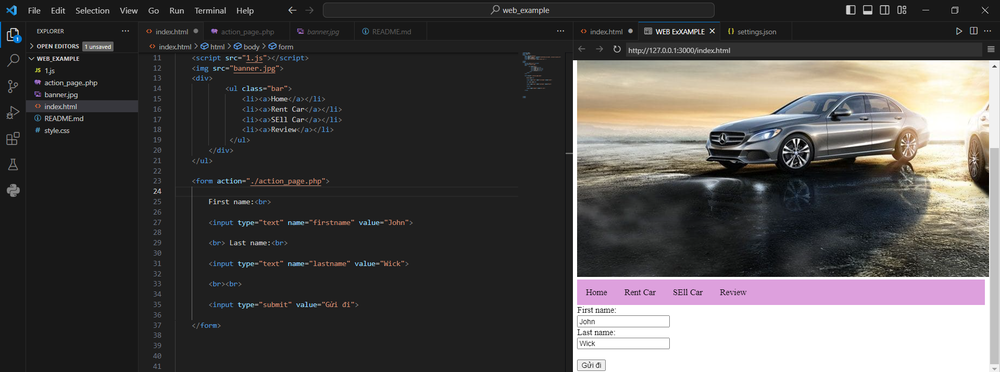 File Edit Selection View Go Run Terminal Help
web_example
1
EXPLORER
OPEN EDITORS 1 unsaved
WEB_EXAMPLE
JS 1.js
action_page..php
banner.jpg
index.html
README.md
# style.css
index.html action_page..php banner.jpg README.md
index.html > html > body > form
11 <script src="1.js"></script>
12 <img src="banner.jpg">
13 <div>
14 <ul class="bar">
15 <li><a>Home</a></li>
16 <li><a>Rent Car</a></li>
17 <li><a>SEll Car</a></li>
18 <li><a>Review</a></li>
19 </ul>
20 </div>
21 </ul>
22
23 <form action="./action_page.php">
24
25 First name:<br>
26
27 <input type="text" name="firstname" value="John">
28
29 <br> Last name:<br>
30
31 <input type="text" name="lastname" value="Wick">
32
33 <br><br>
34
35 <input type="submit" value="Gửi đi">
36
37 </form>
38
39
40
41
index.html WEB ExXAMPLE {} settings.json
http://127.0.0.1:3000/index.html
Home Rent Car SEll Car Review
First name:
John
Last name:
Wick
Gửi đi